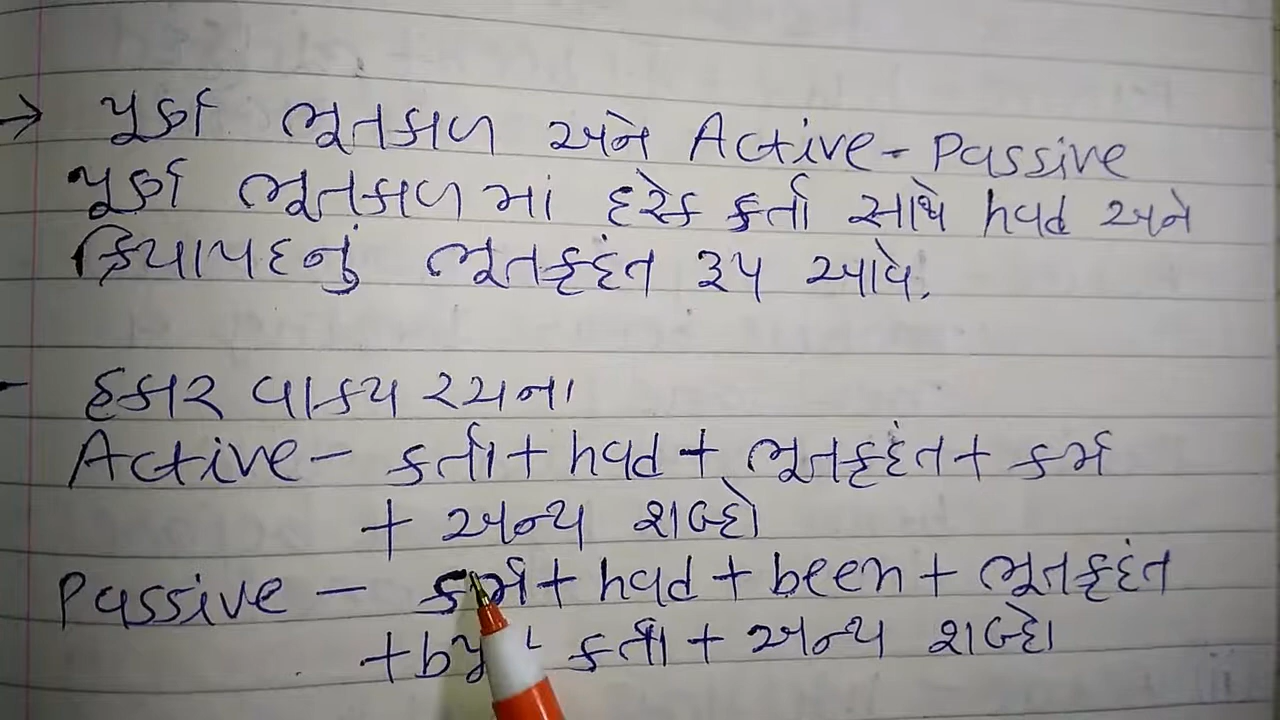 → પૂર્ણ ભૂતકાળ અને Active - Passive
પૂર્ણ ભૂતકાળ માં દરેક કર્તા સાથે had અને
ક્રિયાપદનું ભૂતકૃદંત રૂપ આવે.
- હકાર વાક્ય રચના
Active - કર્તા + had + ભૂતકૃદંત + કર્મ
+ અન્ય શબ્દો
Passive - કર્મ + had + been + ભૂતકૃદંત
+ by કર્તા + અન્ય શબ્દો